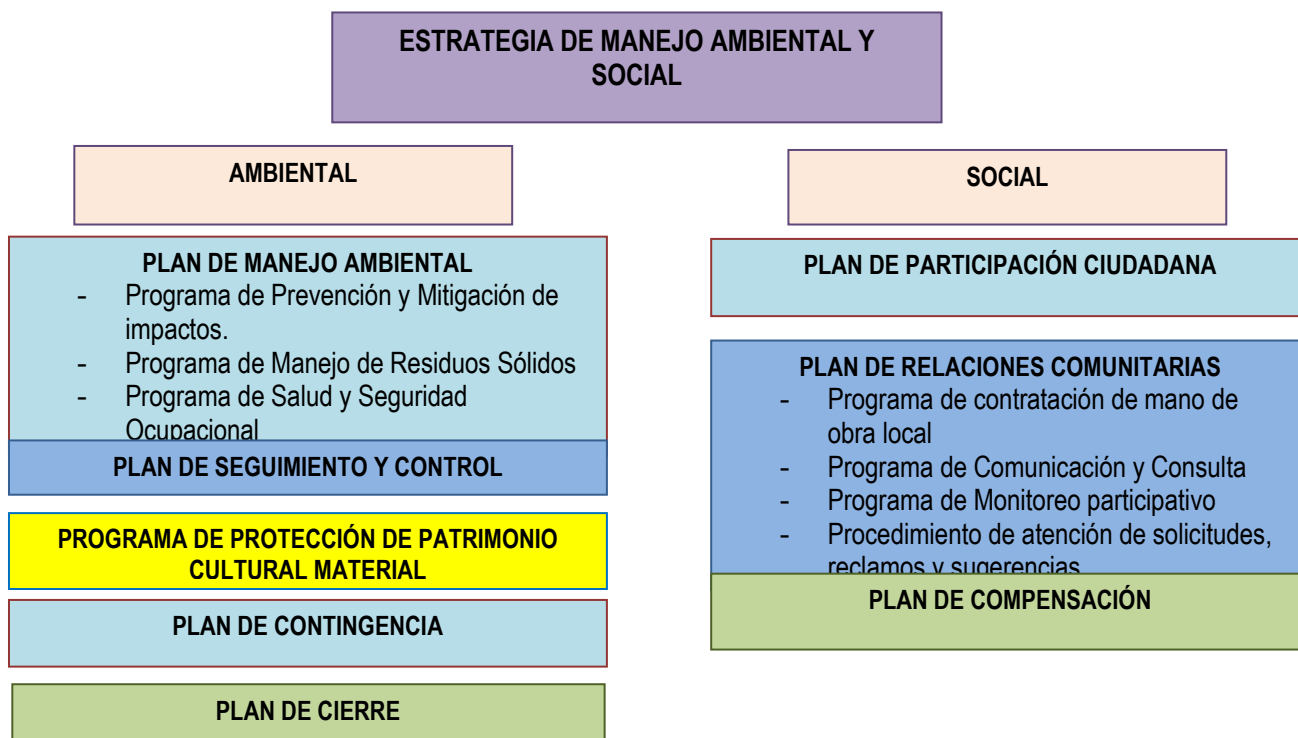 ESTRATEGIA DE MANEJO AMBIENTAL Y
SOCIAL
AMBIENTAL
PLAN DE MANEJO AMBIENTAL
- Programa de Prevención y Mitigación de
impactos.
- Programa de Manejo de Residuos Sólidos
- Programa de Salud y Seguridad
Ocupacional
PLAN DE SEGUIMIENTO Y CONTROL
PROGRAMA DE PROTECCIÓN DE PATRIMONIO
CULTURAL MATERIAL
PLAN DE CONTINGENCIA
PLAN DE CIERRE
SOCIAL
PLAN DE PARTICIPACIÓN CIUDADANA
PLAN DE RELACIONES COMUNITARIAS
- Programa de contratación de mano de
obra local
- Programa de Comunicación y Consulta
- Programa de Monitoreo participativo
- Procedimiento de atención de solicitudes,
reclamos y sugerencias
PLAN DE COMPENSACIÓN